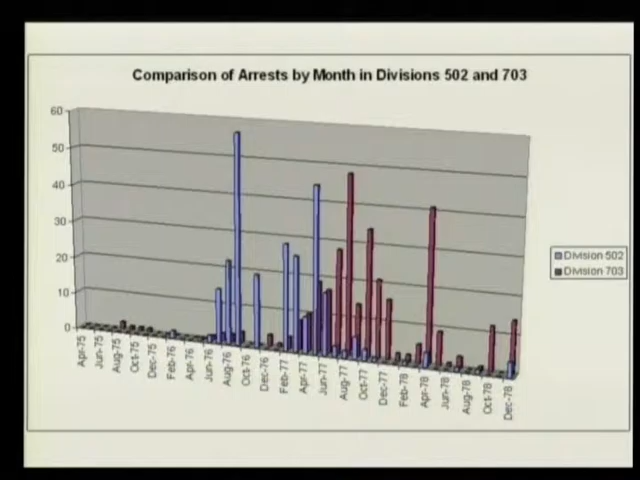 Comparison of Arrests by Month in Divisions 502 and 703
60
50
40
30
20
10
0
Apr-75
Jun-75
Aug-75
Oct-75
Dec-75
Feb-76
Apr-76
Jun-76
Aug-76
Oct-76
Dec-76
Feb-77
Apr-77
Jun-77
Aug-77
Oct-77
Dec-77
Feb-78
Apr-78
Jun-78
Aug-78
Oct-78
Dec-78
Division 502
Division 703